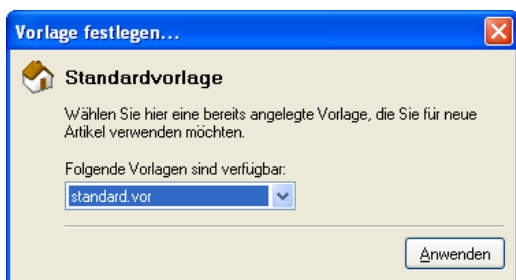 Vorlage festlegen...
Standardvorlage
Wählen Sie hier eine bereits angelegte Vorlage, die Sie für neue
Artikel verwenden möchten.
Folgende Vorlagen sind verfügbar:
standard.vor
Anwenden